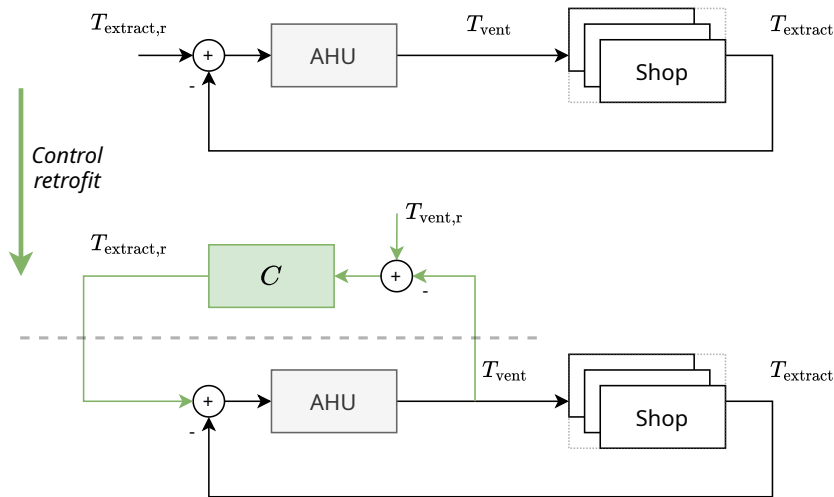 T_extract,r
+
-
AHU
T_vent
Shop
T_extract
Control
retrofit
T_vent,r
T_extract,r
C
+
-
+
-
AHU
T_vent
Shop
T_extract